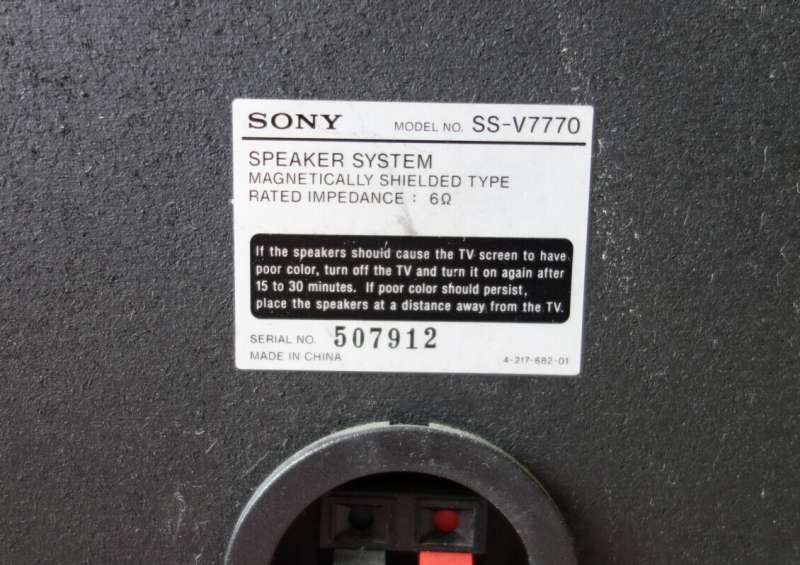 SONY MODEL NO. SS-V7770
SPEAKER SYSTEM
MAGNETICALLY SHIELDED TYPE
RATED IMPEDANCE : 6Ω
If the speakers should cause the TV screen to have
poor color, turn off the TV and turn it on again after
15 to 30 minutes. If poor color should persist,
place the speakers at a distance away from the TV.
SERIAL NO. 507912
MADE IN CHINA 4-217-682-01